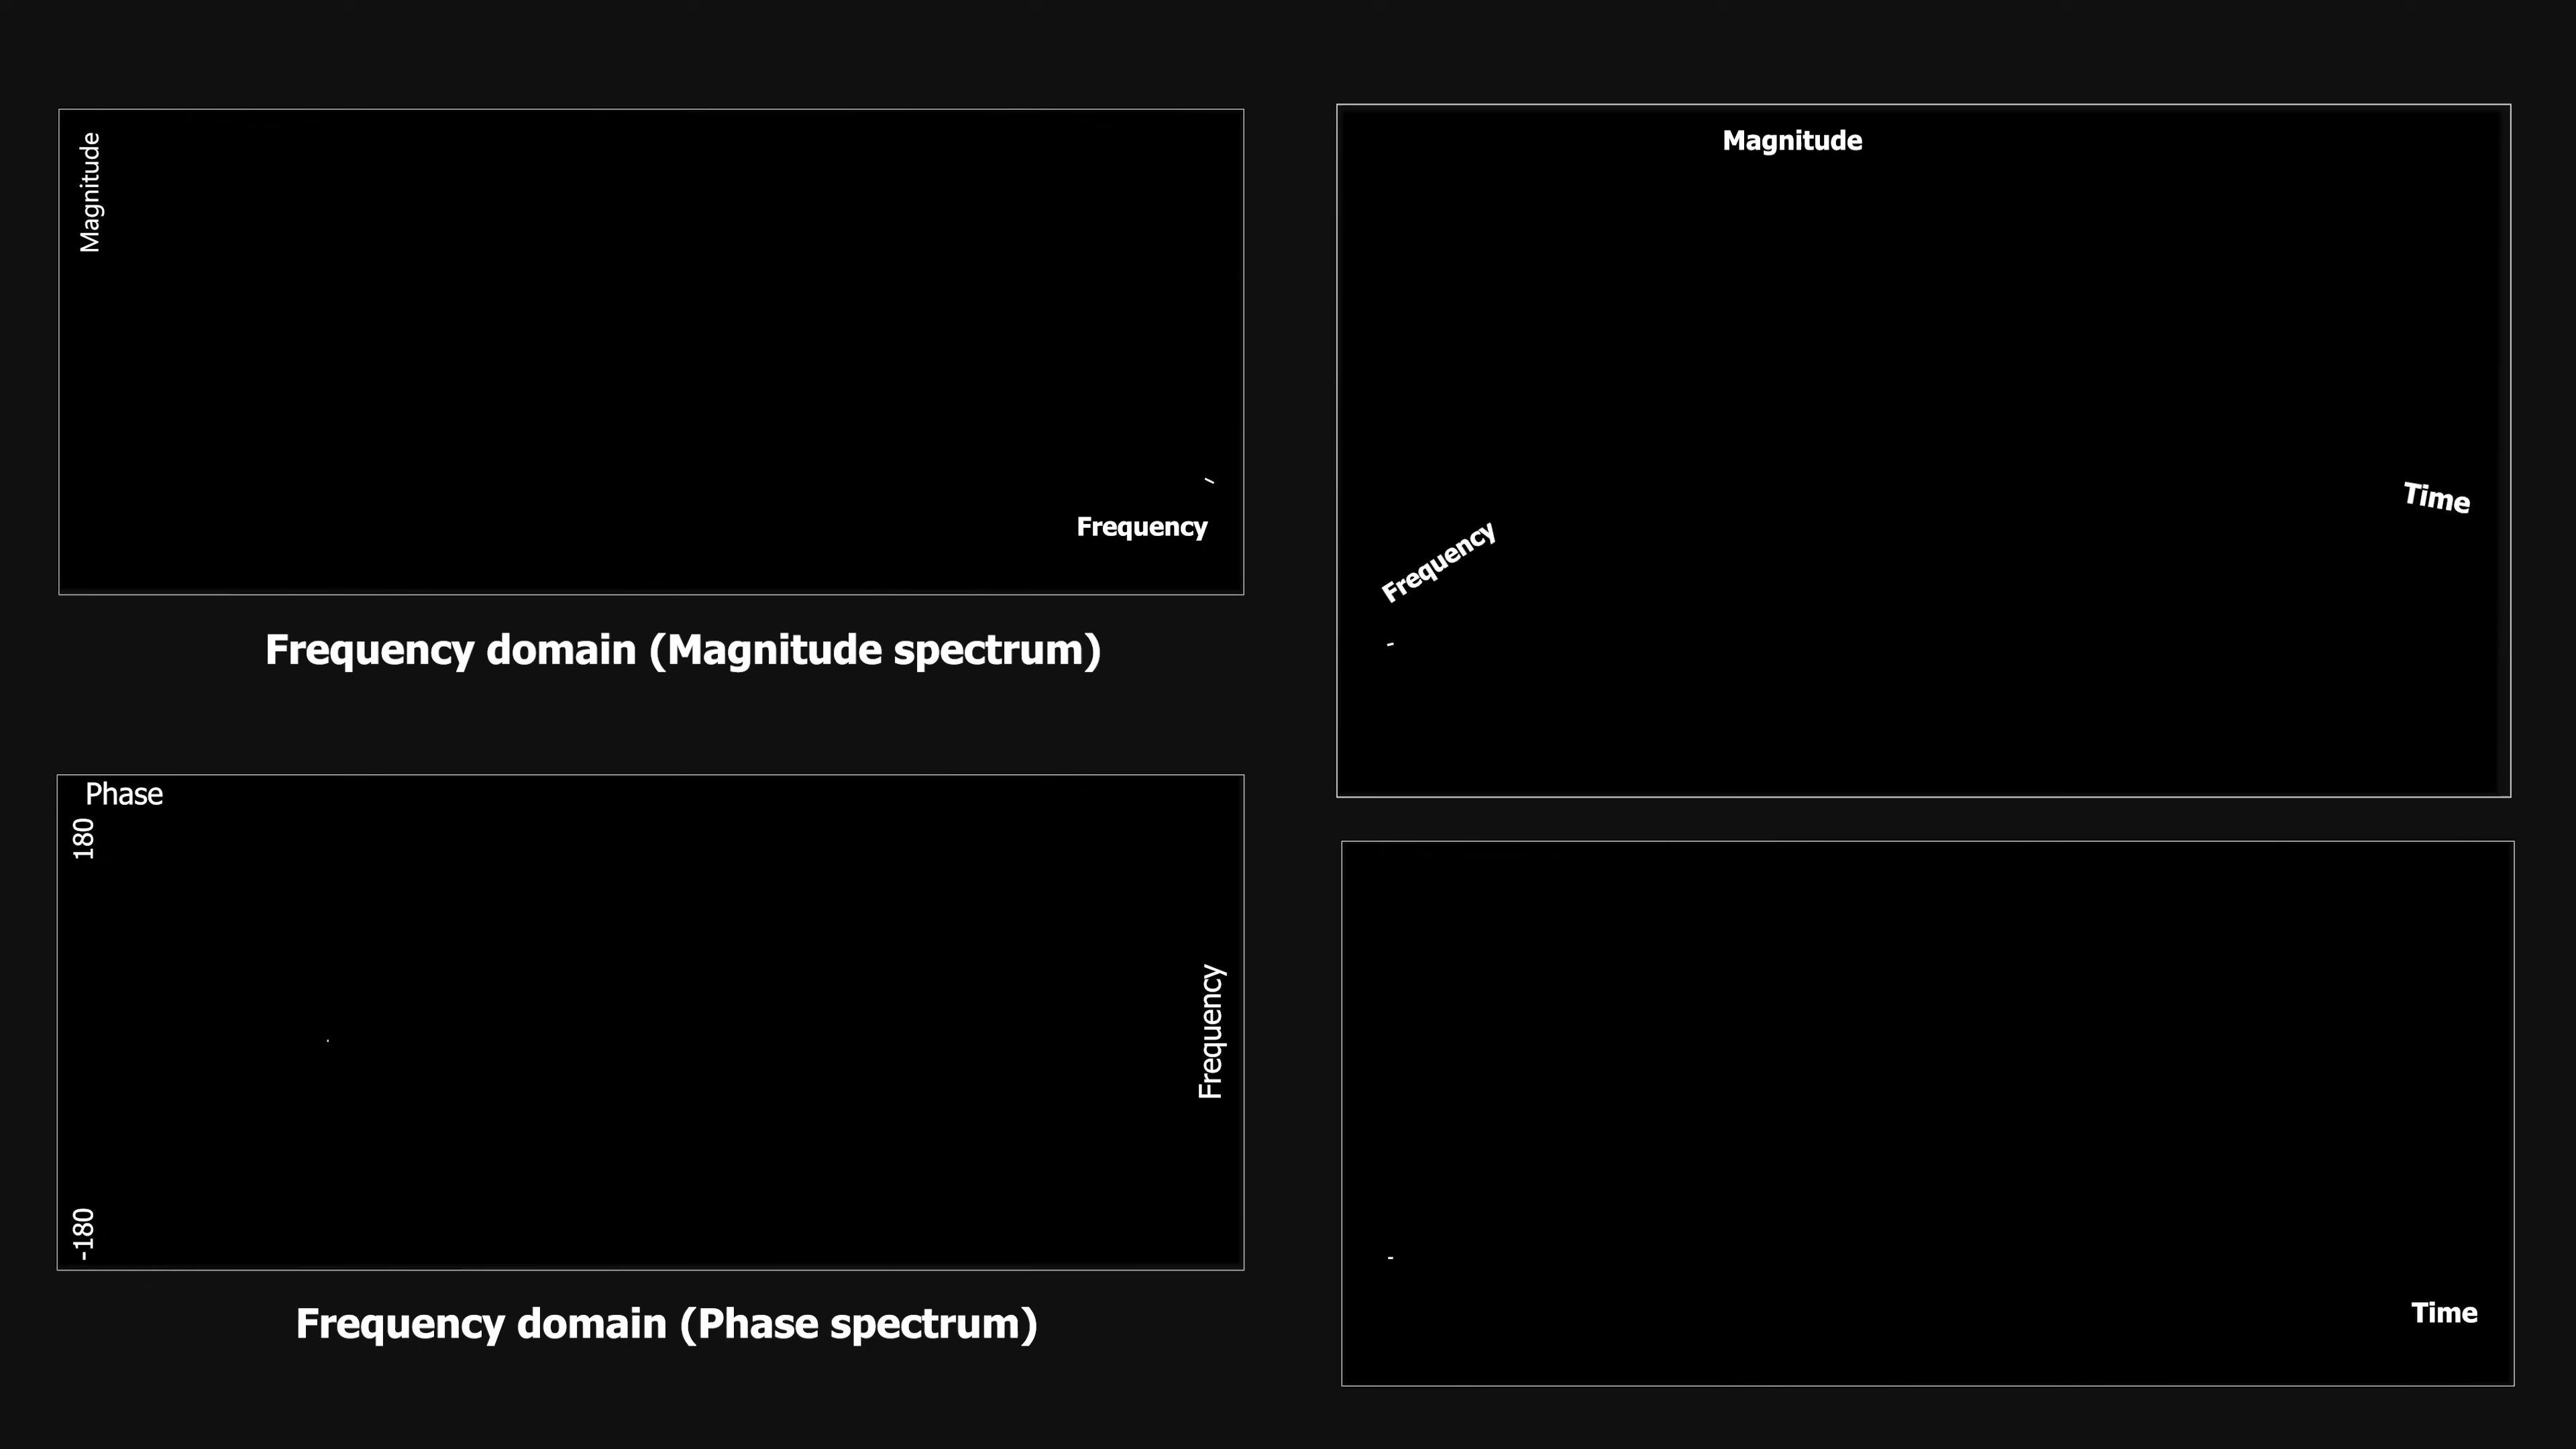 Magnitude
Frequency
Frequency domain (Magnitude spectrum)
Magnitude
Frequency
Time
Phase
180
-180
Frequency
Frequency domain (Phase spectrum)
Time